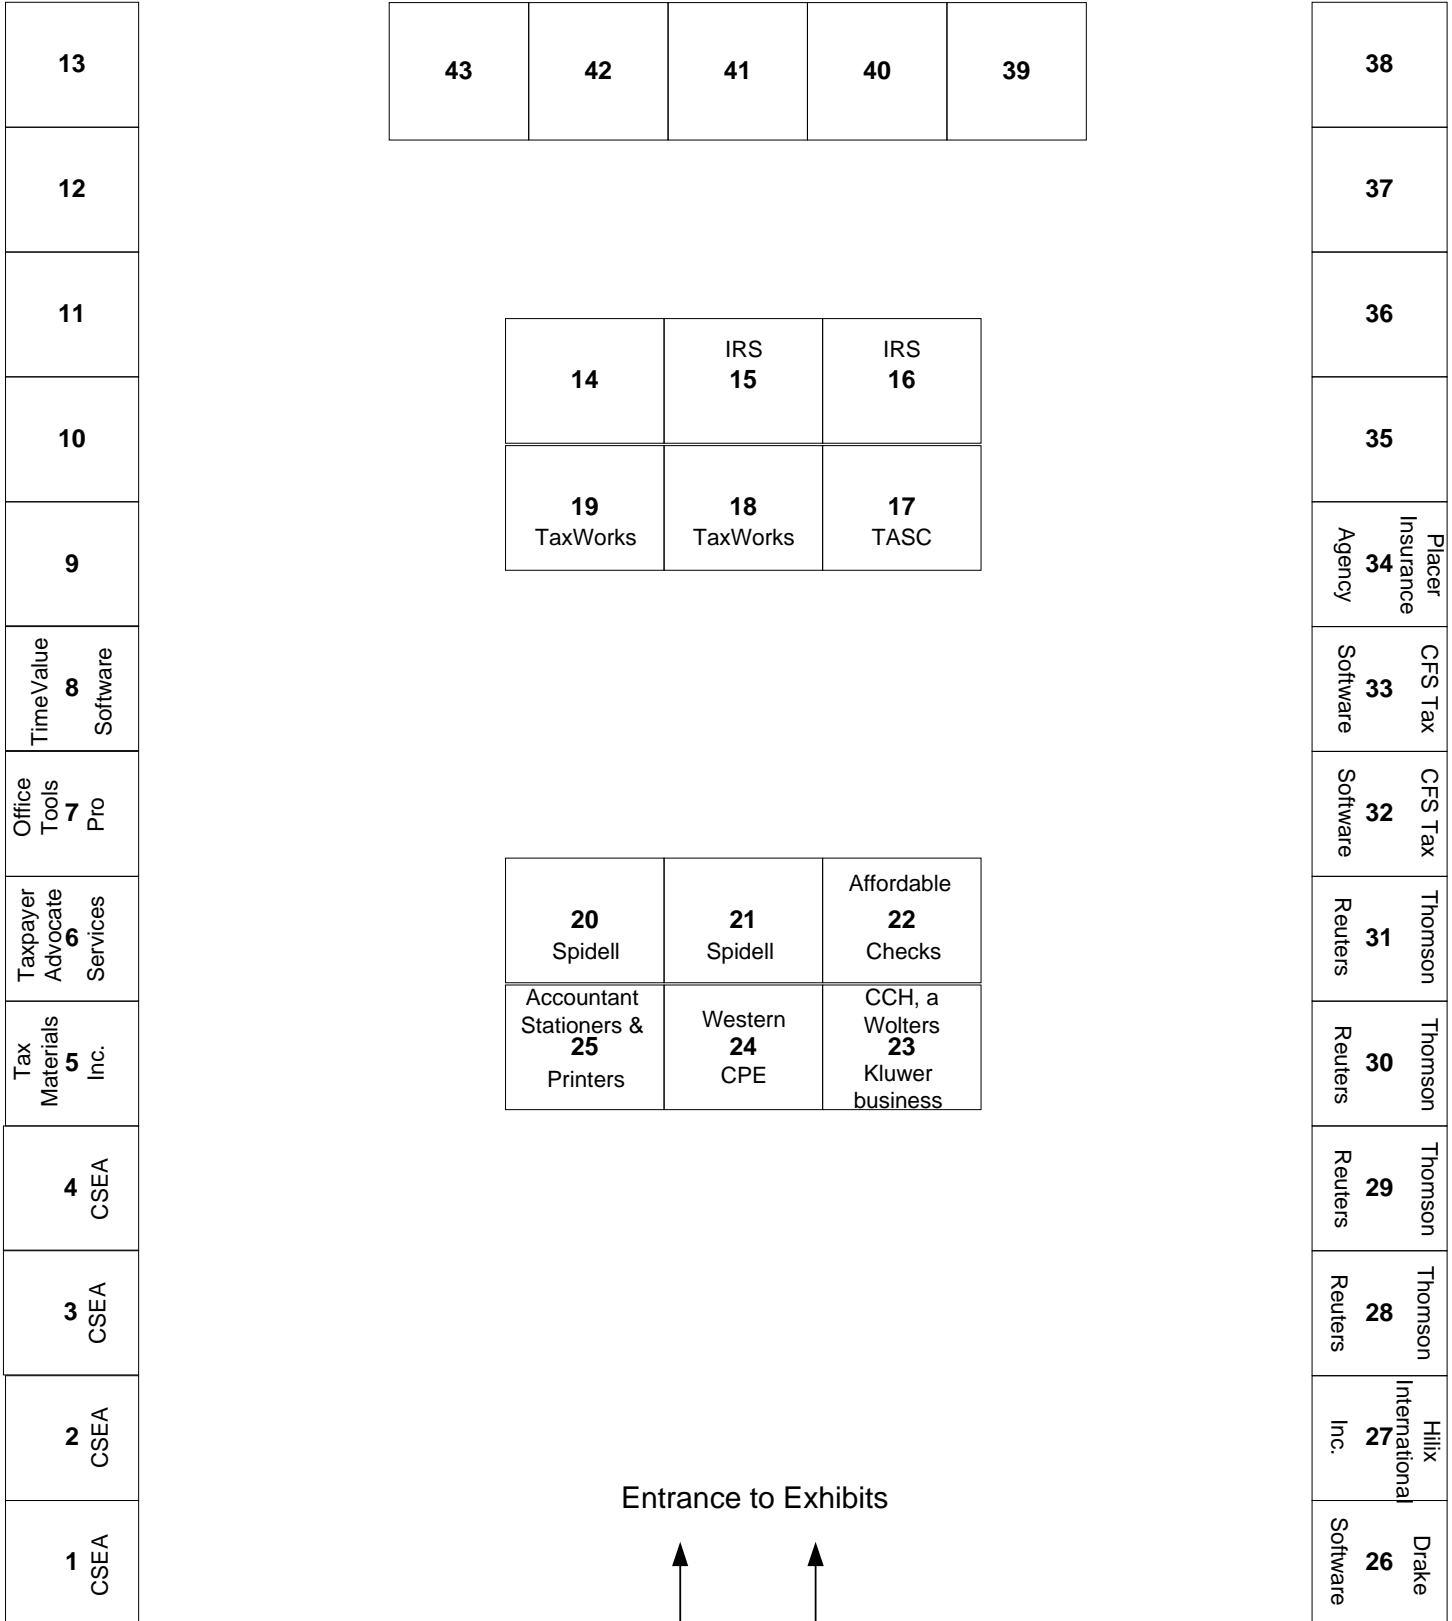 13
12
11
10
9
TimeValue
8
Software
Office
Tools
7
Pro
Taxpayer
Advocate
6
Services
Tax
Materials
5
Inc.
4
CSEA
3
CSEA
2
CSEA
1
CSEA
43 42 41 40 39
14
IRS
15
IRS
16
19
TaxWorks
18
TaxWorks
17
TASC
20
Spidell
21
Spidell
Affordable
22
Checks
Accountant
Stationers &
25
Printers
Western
24
CPE
CCH, a
Wolters
23
Kluwer
business
Entrance to Exhibits
38
37
36
35
Placer
Insurance
34
Agency
CFS Tax
33
Software
CFS Tax
32
Software
Thomson
31
Reuters
Thomson
30
Reuters
Thomson
29
Reuters
Thomson
28
Reuters
Hilix
International
27
Inc.
Drake
26
Software